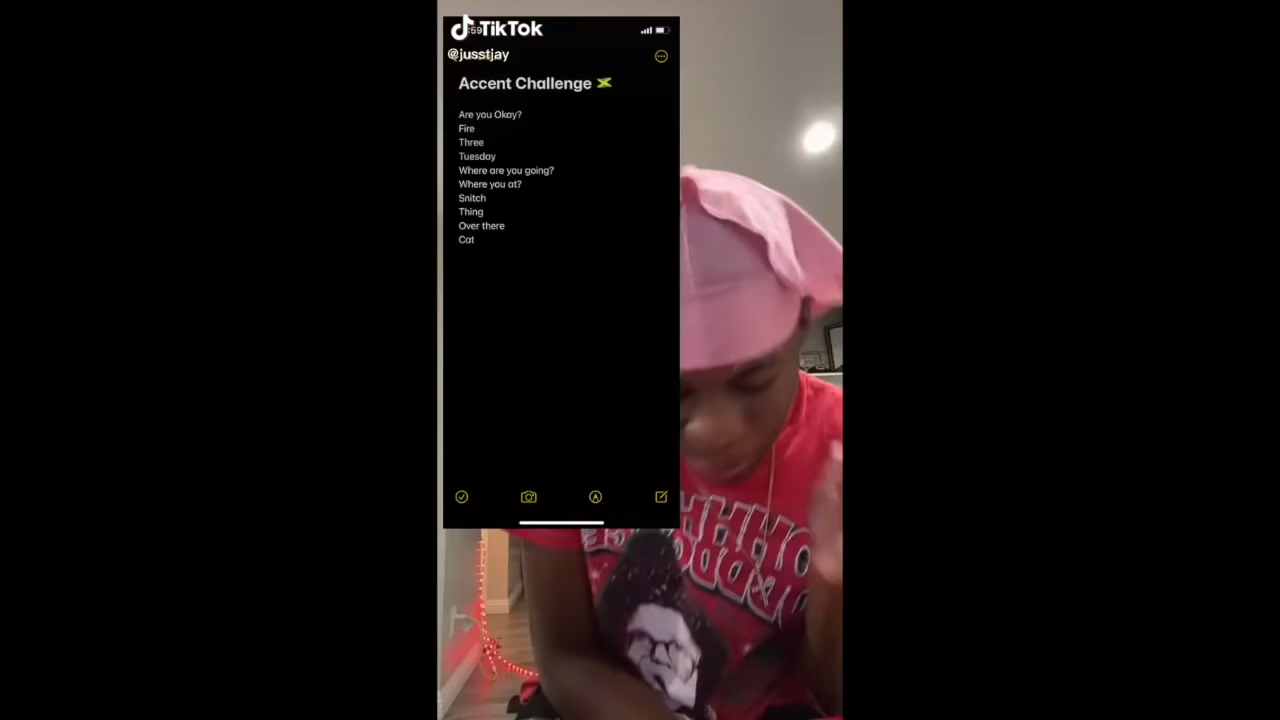 TikTok
@jusstjay
Accent Challenge
Are you Okay?
Fire
Three
Tuesday
Where are you going?
Where you at?
Snitch
Thing
Over there
Cat